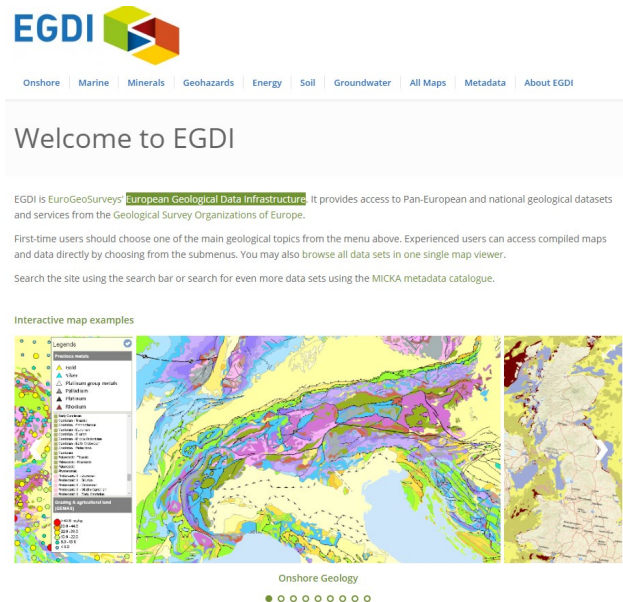 EGDI
Onshore
Marine
Minerals
Geohazards
Energy
Soil
Groundwater
All Maps
Metadata
About EGDI
Welcome to EGDI
EGDI is EuroGeoSurveys' European Geological Data Infrastructure. It provides access to Pan-European and national geological datasets
and services from the Geological Survey Organizations of Europe.
First-time users should choose one of the main geological topics from the menu above. Experienced users can access compiled maps
and data directly by choosing from the submenus. You may also browse all data sets in one single map viewer.
Search the site using the search bar or search for even more data sets using the MICKA metadata catalogue.
Interactive map examples
Legends
Precious metals
Gold
Silver
Platinum group metals
Palladium
Platinum
Rhodium
Grazing & agricultural land
(GEMAS)
Onshore Geology